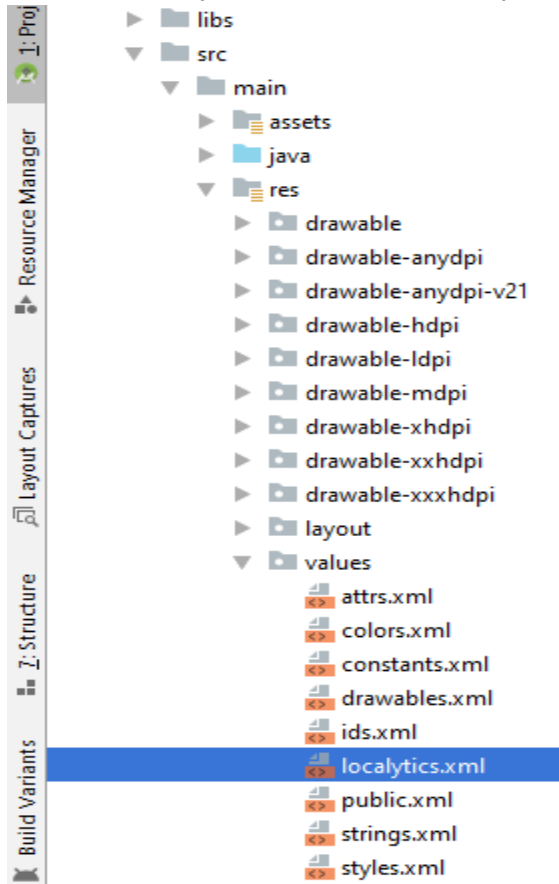 1: Proj
Resource Manager
Layout Captures
7: Structure
Build Variants
libs
src
main
assets
java
res
drawable
drawable-anydpi
drawable-anydpi-v21
drawable-hdpi
drawable-ldpi
drawable-mdpi
drawable-xhdpi
drawable-xxhdpi
drawable-xxxhdpi
layout
values
attrs.xml
colors.xml
constants.xml
drawables.xml
ids.xml
localytics.xml
public.xml
strings.xml
styles.xml